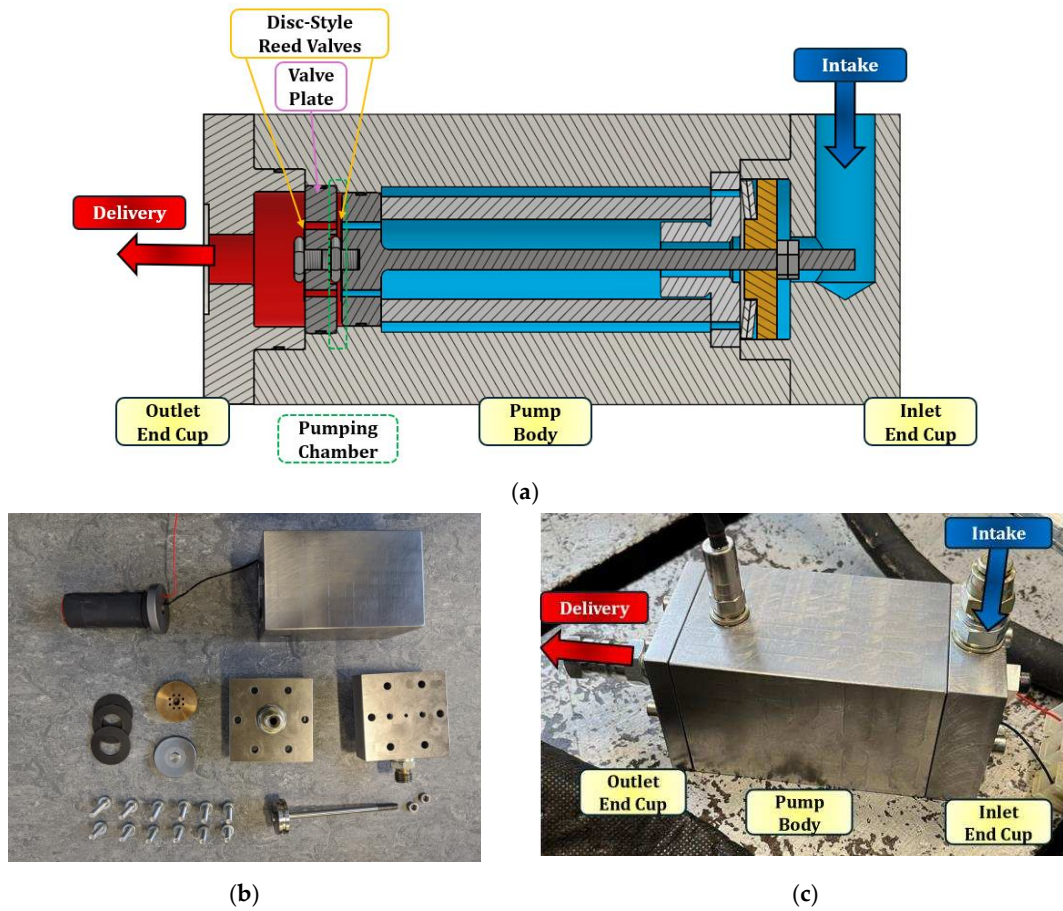 Disc-Style
Reed Valves
Valve
Plate
Intake
Delivery
Outlet
End Cup
Pumping
Chamber
Pump
Body
Inlet
End Cup
(a)
Intake
Delivery
Outlet
End Cup
Pump
Body
Inlet
End Cup
(b)
(c)